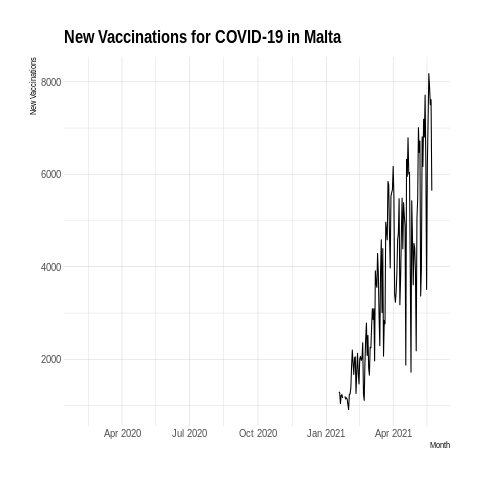 New Vaccinations for COVID-19 in Malta
New Vaccinations
8000
6000
4000
2000
Apr 2020 Jul 2020 Oct 2020 Jan 2021 Apr 2021
Month